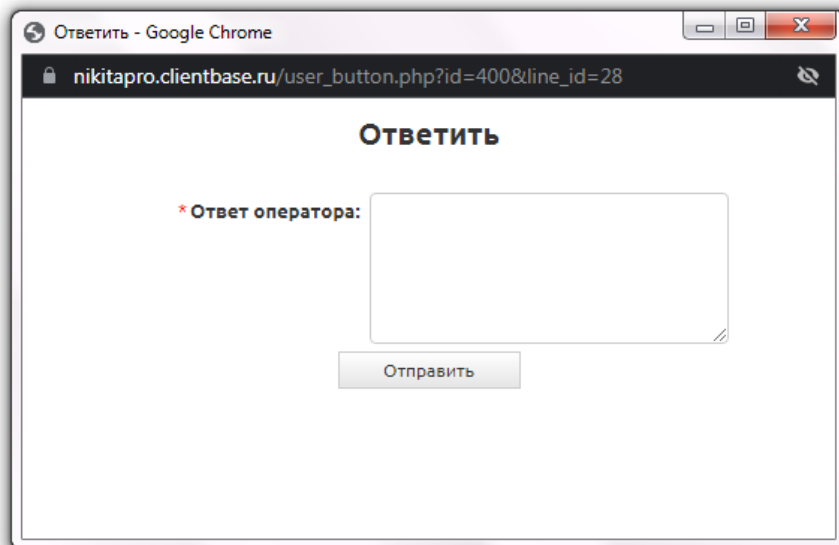 Ответить - Google Chrome
nikitapro.clientbase.ru/user_button.php?id=400&line_id=28
Ответить
* Ответ оператора:
Отправить